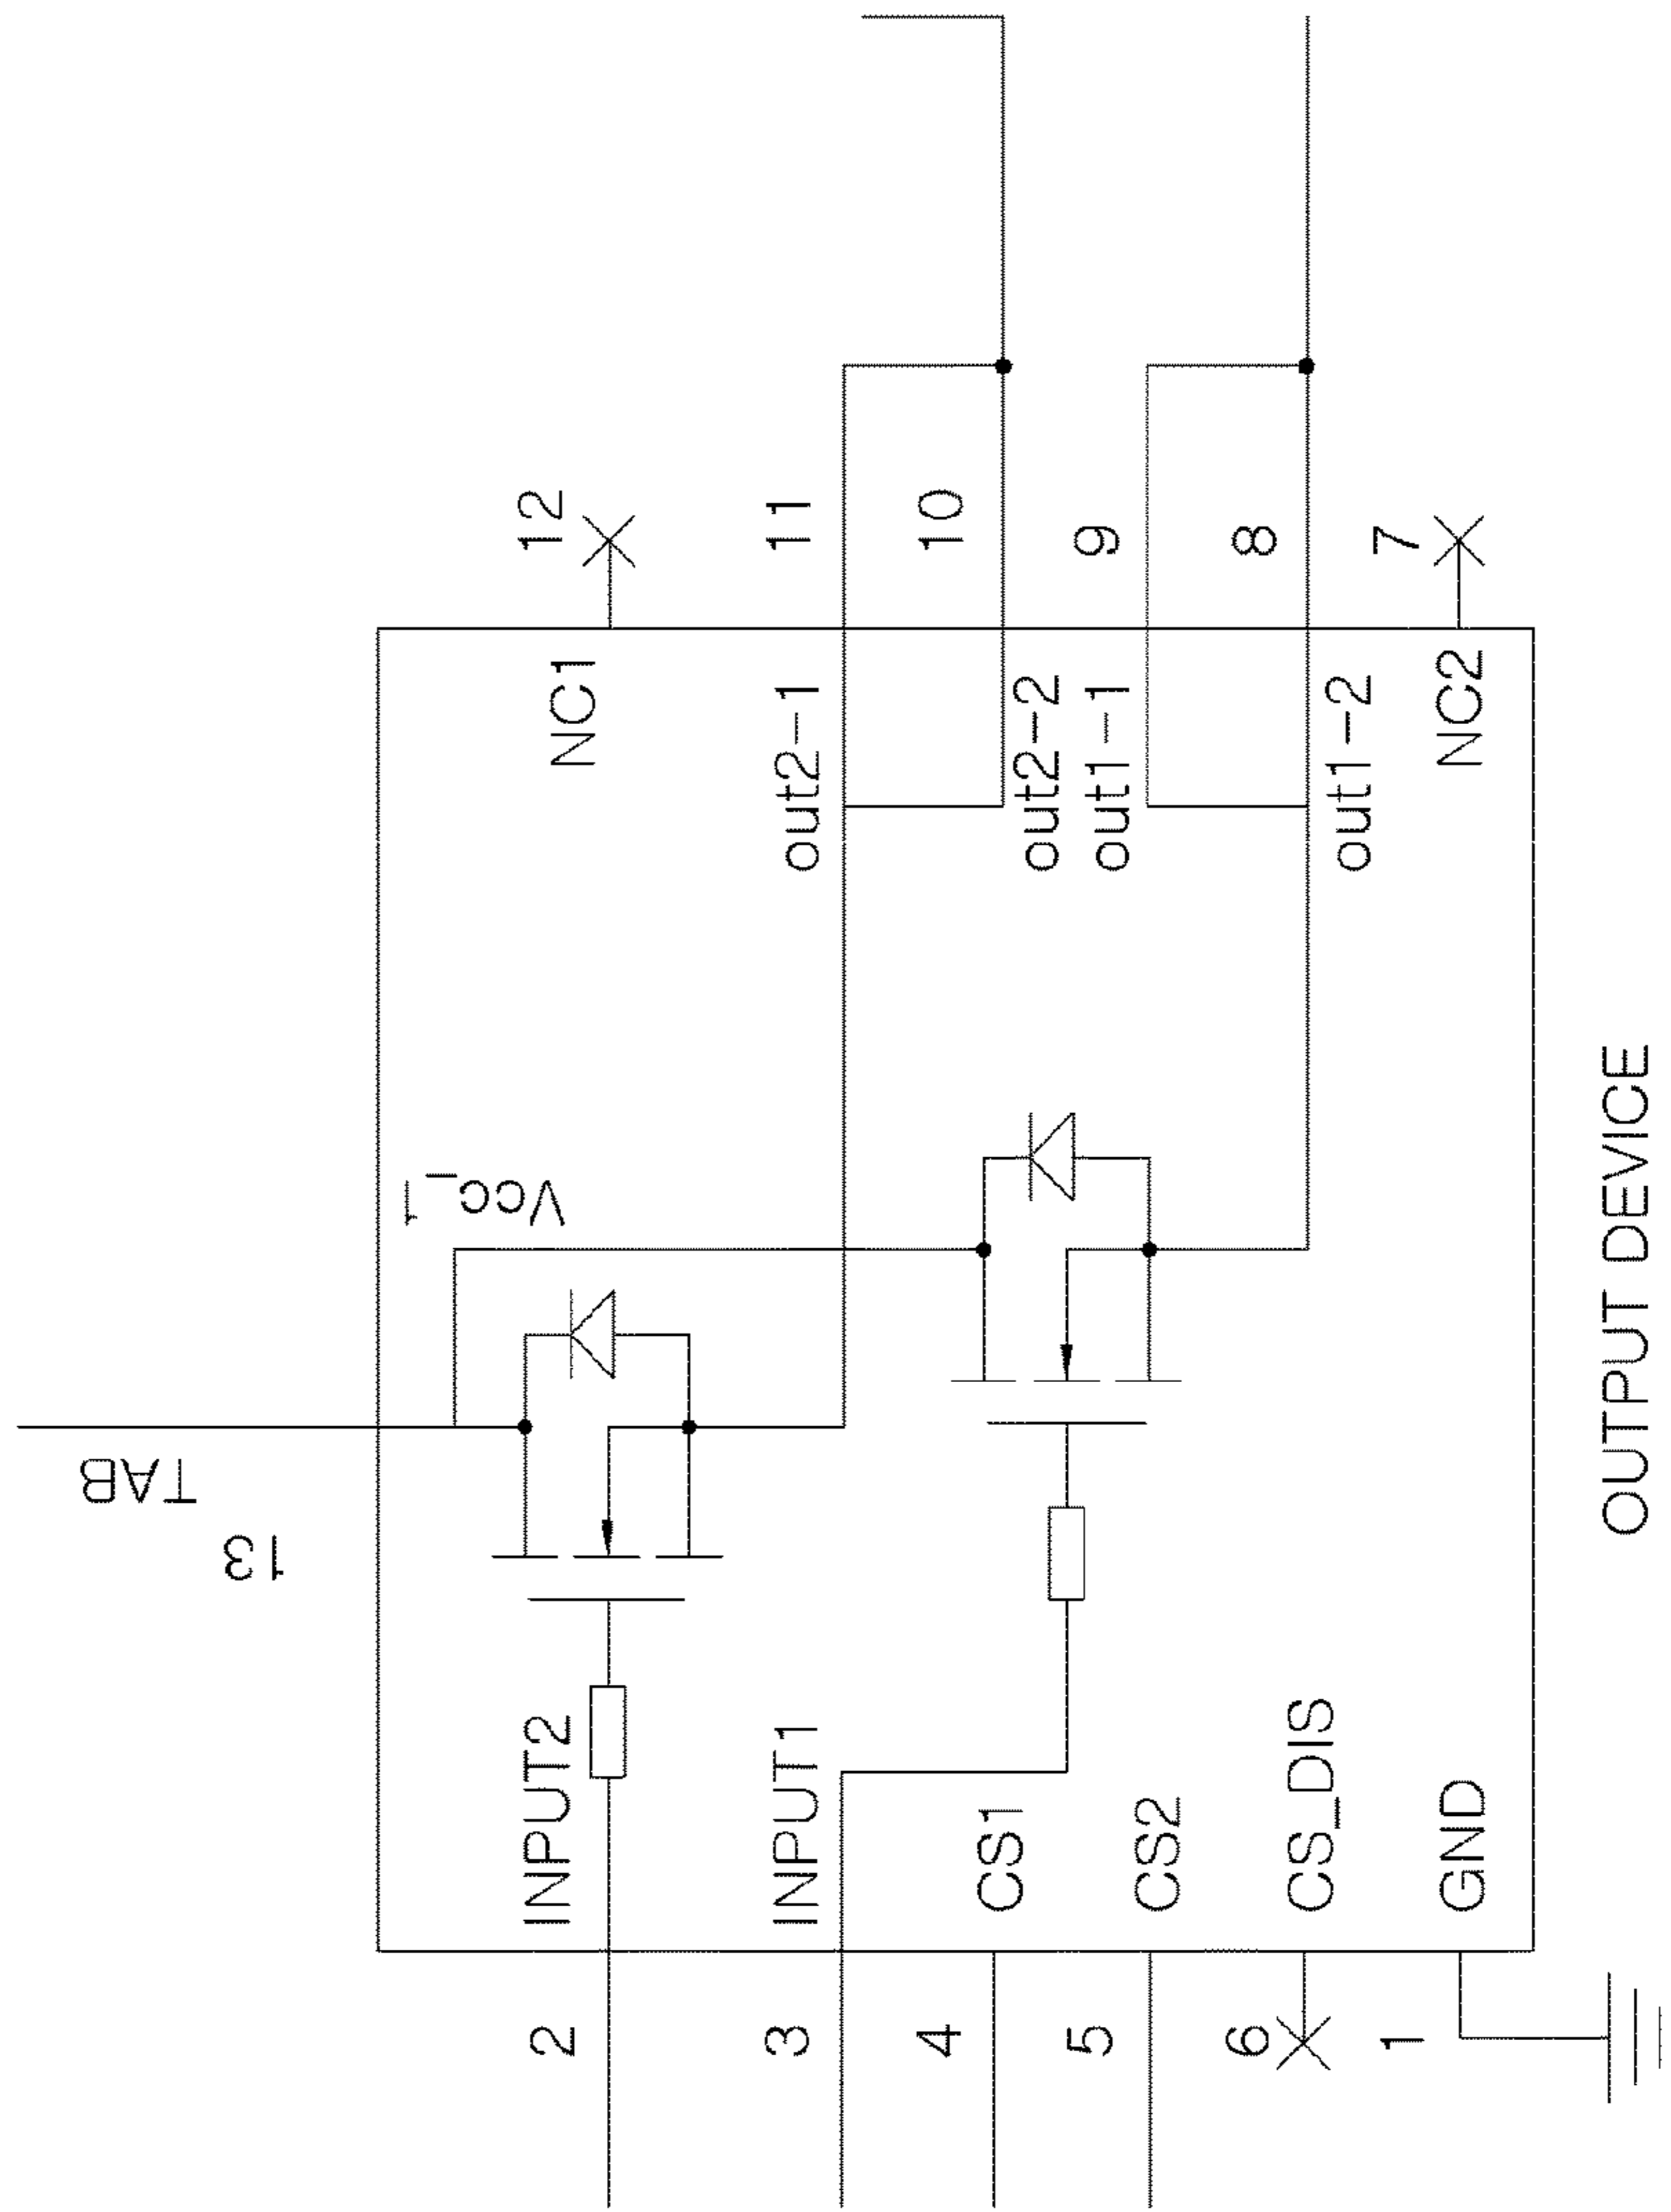 TAB
13
Vcc_1
2
INPUT2
3
INPUT1
4
CS1
5
CS2
6
CS_DIS
1
GND
NC1
12
out2-1
11
out2-2
10
out1-1
9
out1-2
8
NC2
7
OUTPUT DEVICE